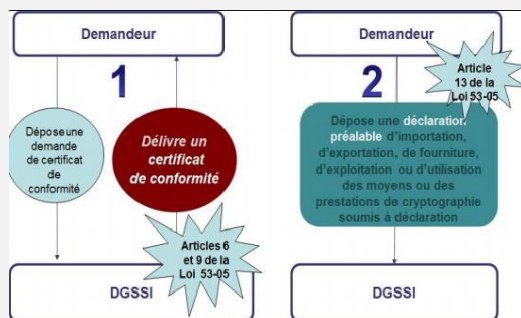 Demandeur
1
Dépose une
demande de certificat
de
conformité
Délivre un
certificat
de conformité
Articles 6
et 9 de la
Loi 53-05
DGSSI
Demandeur
2
Article
13 de la
Loi 53-05
Dépose une déclaration
préalable d'importation,
d'exportation, de fourniture,
d'exploitation ou d'utilisation
des moyens ou des
prestations de cryptographie
soumis à déclaration
DGSSI